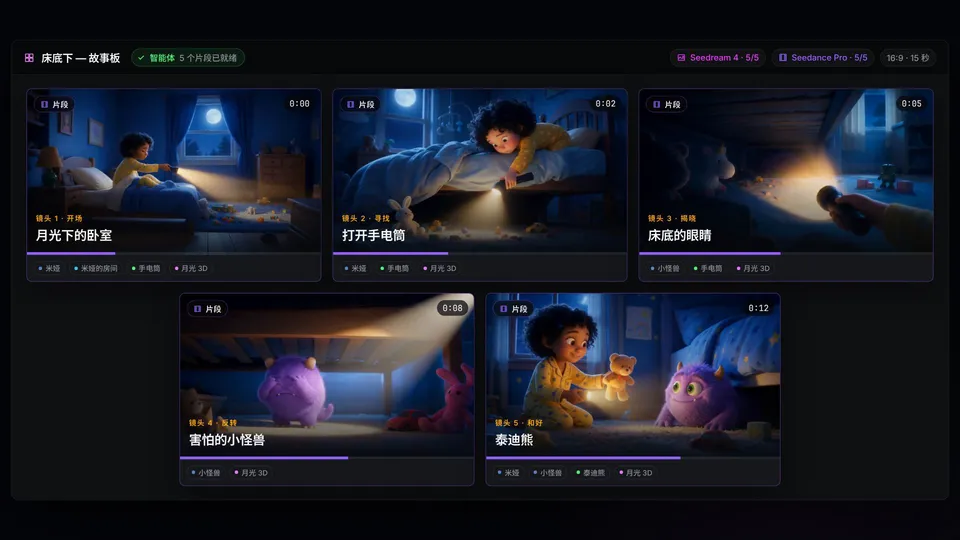 床底下 — 故事板
智能体 5 个片段已就绪
Seedream 4 · 5/5
Seedance Pro · 5/5
16:9 · 15 秒
片段
0:00
镜头 1 · 开场
月光下的卧室
米娅
米娅的房间
手电筒
月光 3D
片段
0:02
镜头 2 · 寻找
打开手电筒
米娅
手电筒
月光 3D
片段
0:05
镜头 3 · 揭晓
床底的眼睛
小怪兽
手电筒
月光 3D
片段
0:08
镜头 4 · 反转
害怕的小怪兽
小怪兽
月光 3D
片段
0:12
镜头 5 · 和好
泰迪熊
米娅
小怪兽
泰迪熊
月光 3D